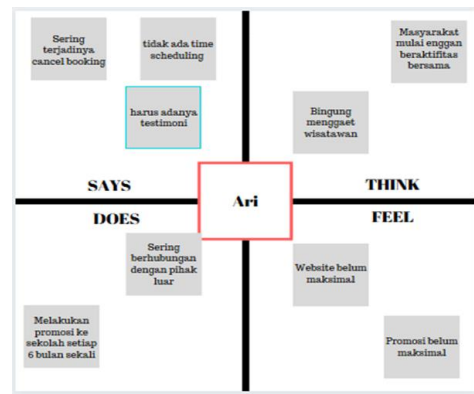 Sering
terjadinya
cancel booking
tidak ada time
scheduling
harus adanya
testimoni
SAYS
Masyarakat
mulai enggan
beraktifitas
bersama
Bingung
menggaet
wisatawan
THINK
Ari
DOES
Sering
berhubungan
dengan pihak
luar
Melakukan
promosi ke
sekolah setiap
6 bulan sekali
FEEL
Website belum
maksimal
Promosi belum
maksimal